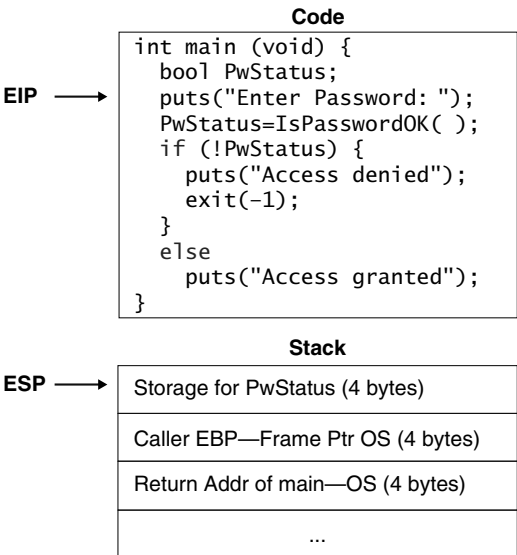 Code
int main (void) {
bool PwStatus;
EIP
puts("Enter Password: ");
PwStatus=IsPasswordOK( );
if (!PwStatus) {
puts("Access denied");
exit(–1);
}
else
puts("Access granted");
}
Stack
ESP
Storage for PwStatus (4 bytes)
Caller EBP—Frame Ptr OS (4 bytes)
Return Addr of main—OS (4 bytes)
...